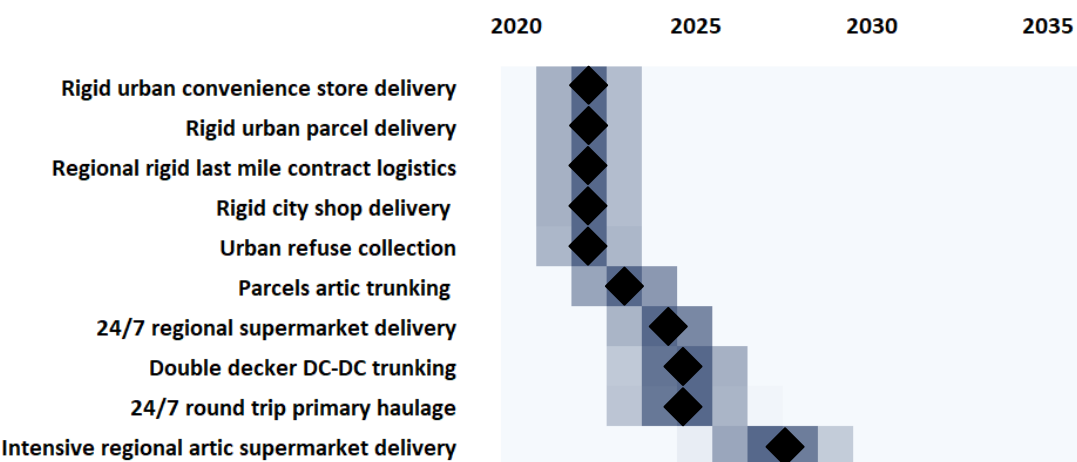 2020 2025 2030 2035
Rigid urban convenience store delivery
Rigid urban parcel delivery
Regional rigid last mile contract logistics
Rigid city shop delivery
Urban refuse collection
Parcels artic trunking
24/7 regional supermarket delivery
Double decker DC-DC trunking
24/7 round trip primary haulage
Intensive regional artic supermarket delivery